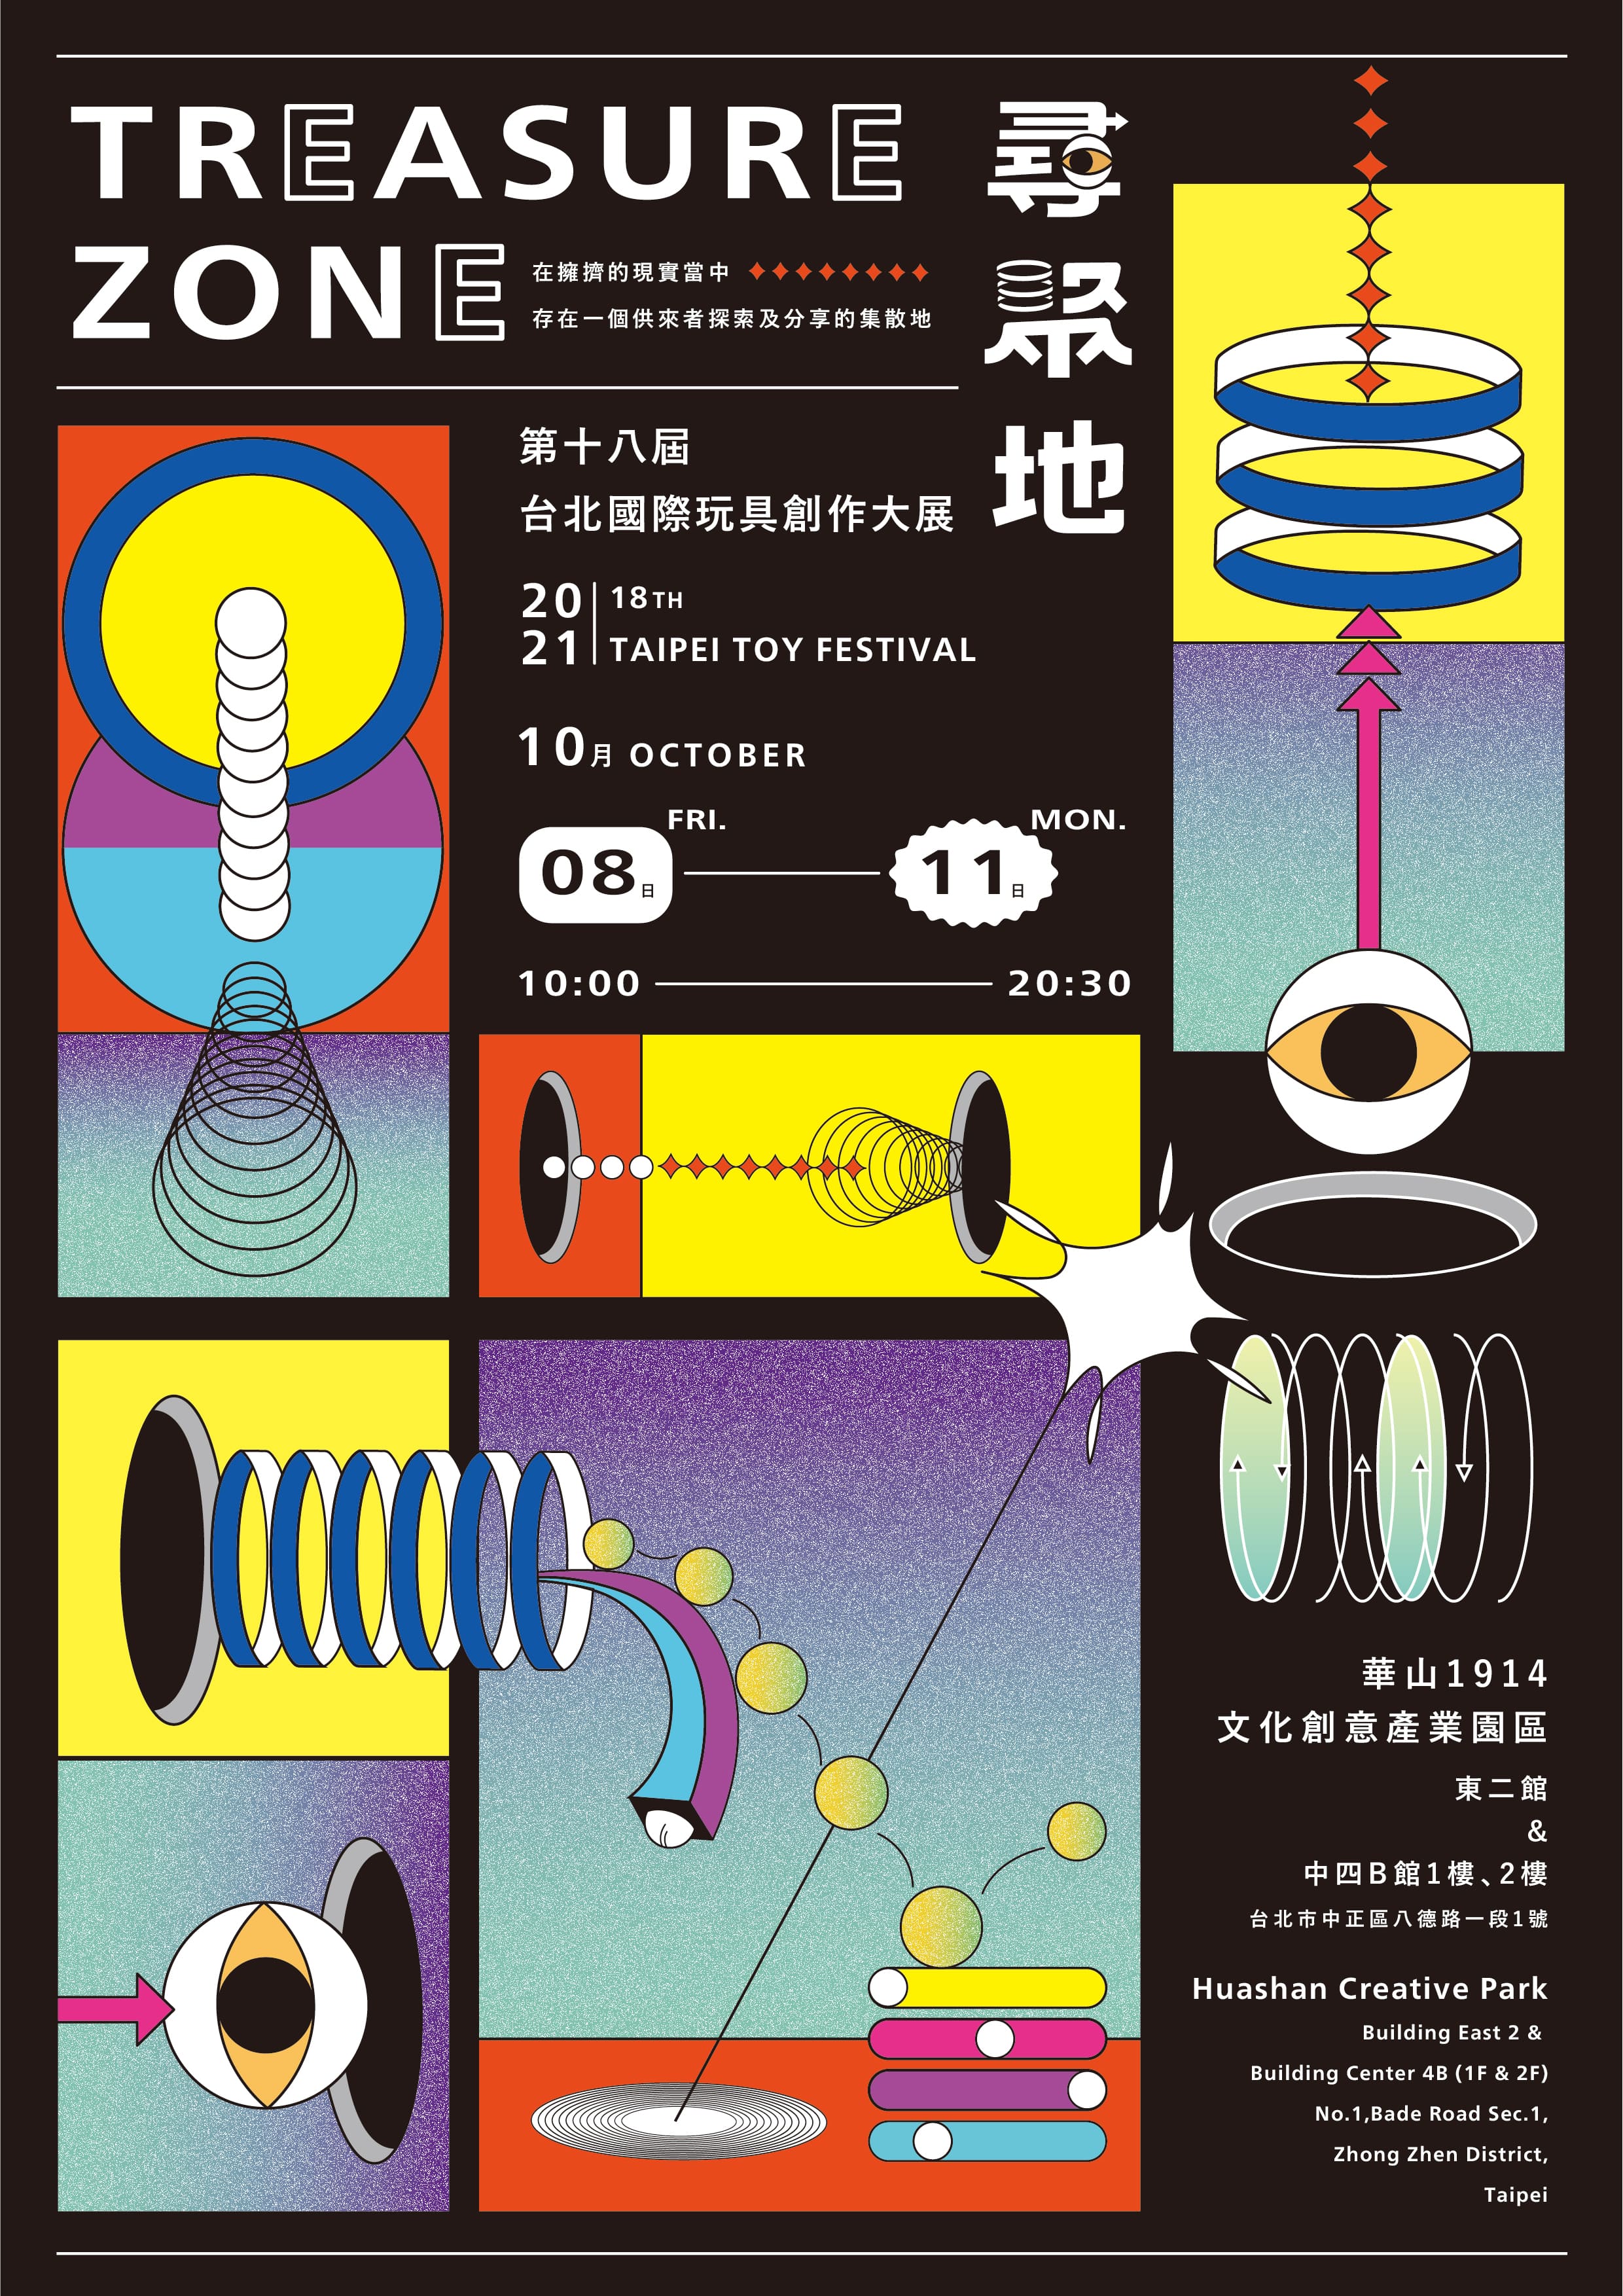 TREASURE
ZONE
在擁擠的現實當中
存在一個供來者探索及分享的集散地
尋聚地
第十八屆
台北國際玩具創作大展
2021
18TH
TAIPEI TOY FESTIVAL
10月 OCTOBER
08日 FRI.
11日 MON.
10:00
20:30
華山1914
文化創意產業園區
東二館
&
中四B館1樓、2樓
台北市中正區八德路一段1號
Huashan Creative Park
Building East 2 &
Building Center 4B (1F & 2F)
No.1,Bade Road Sec.1,
Zhong Zhen District,
Taipei